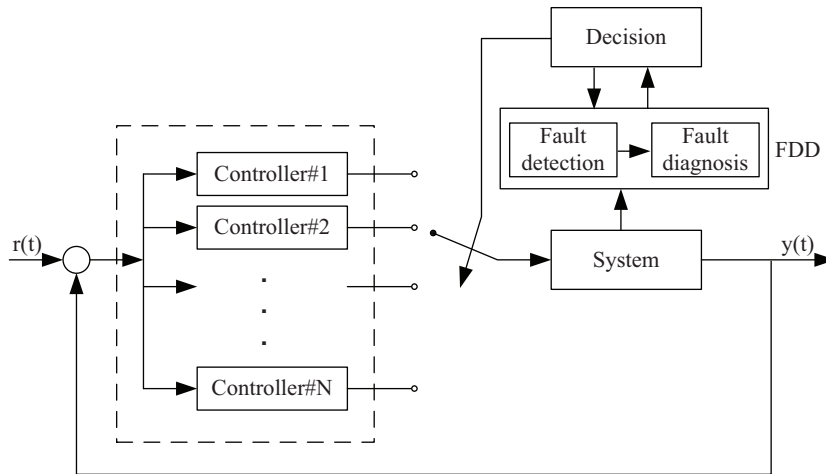 Decision
Fault
detection
Fault
diagnosis
FDD
Controller#1
Controller#2
r(t)
System
y(t)
.
.
.
Controller#N